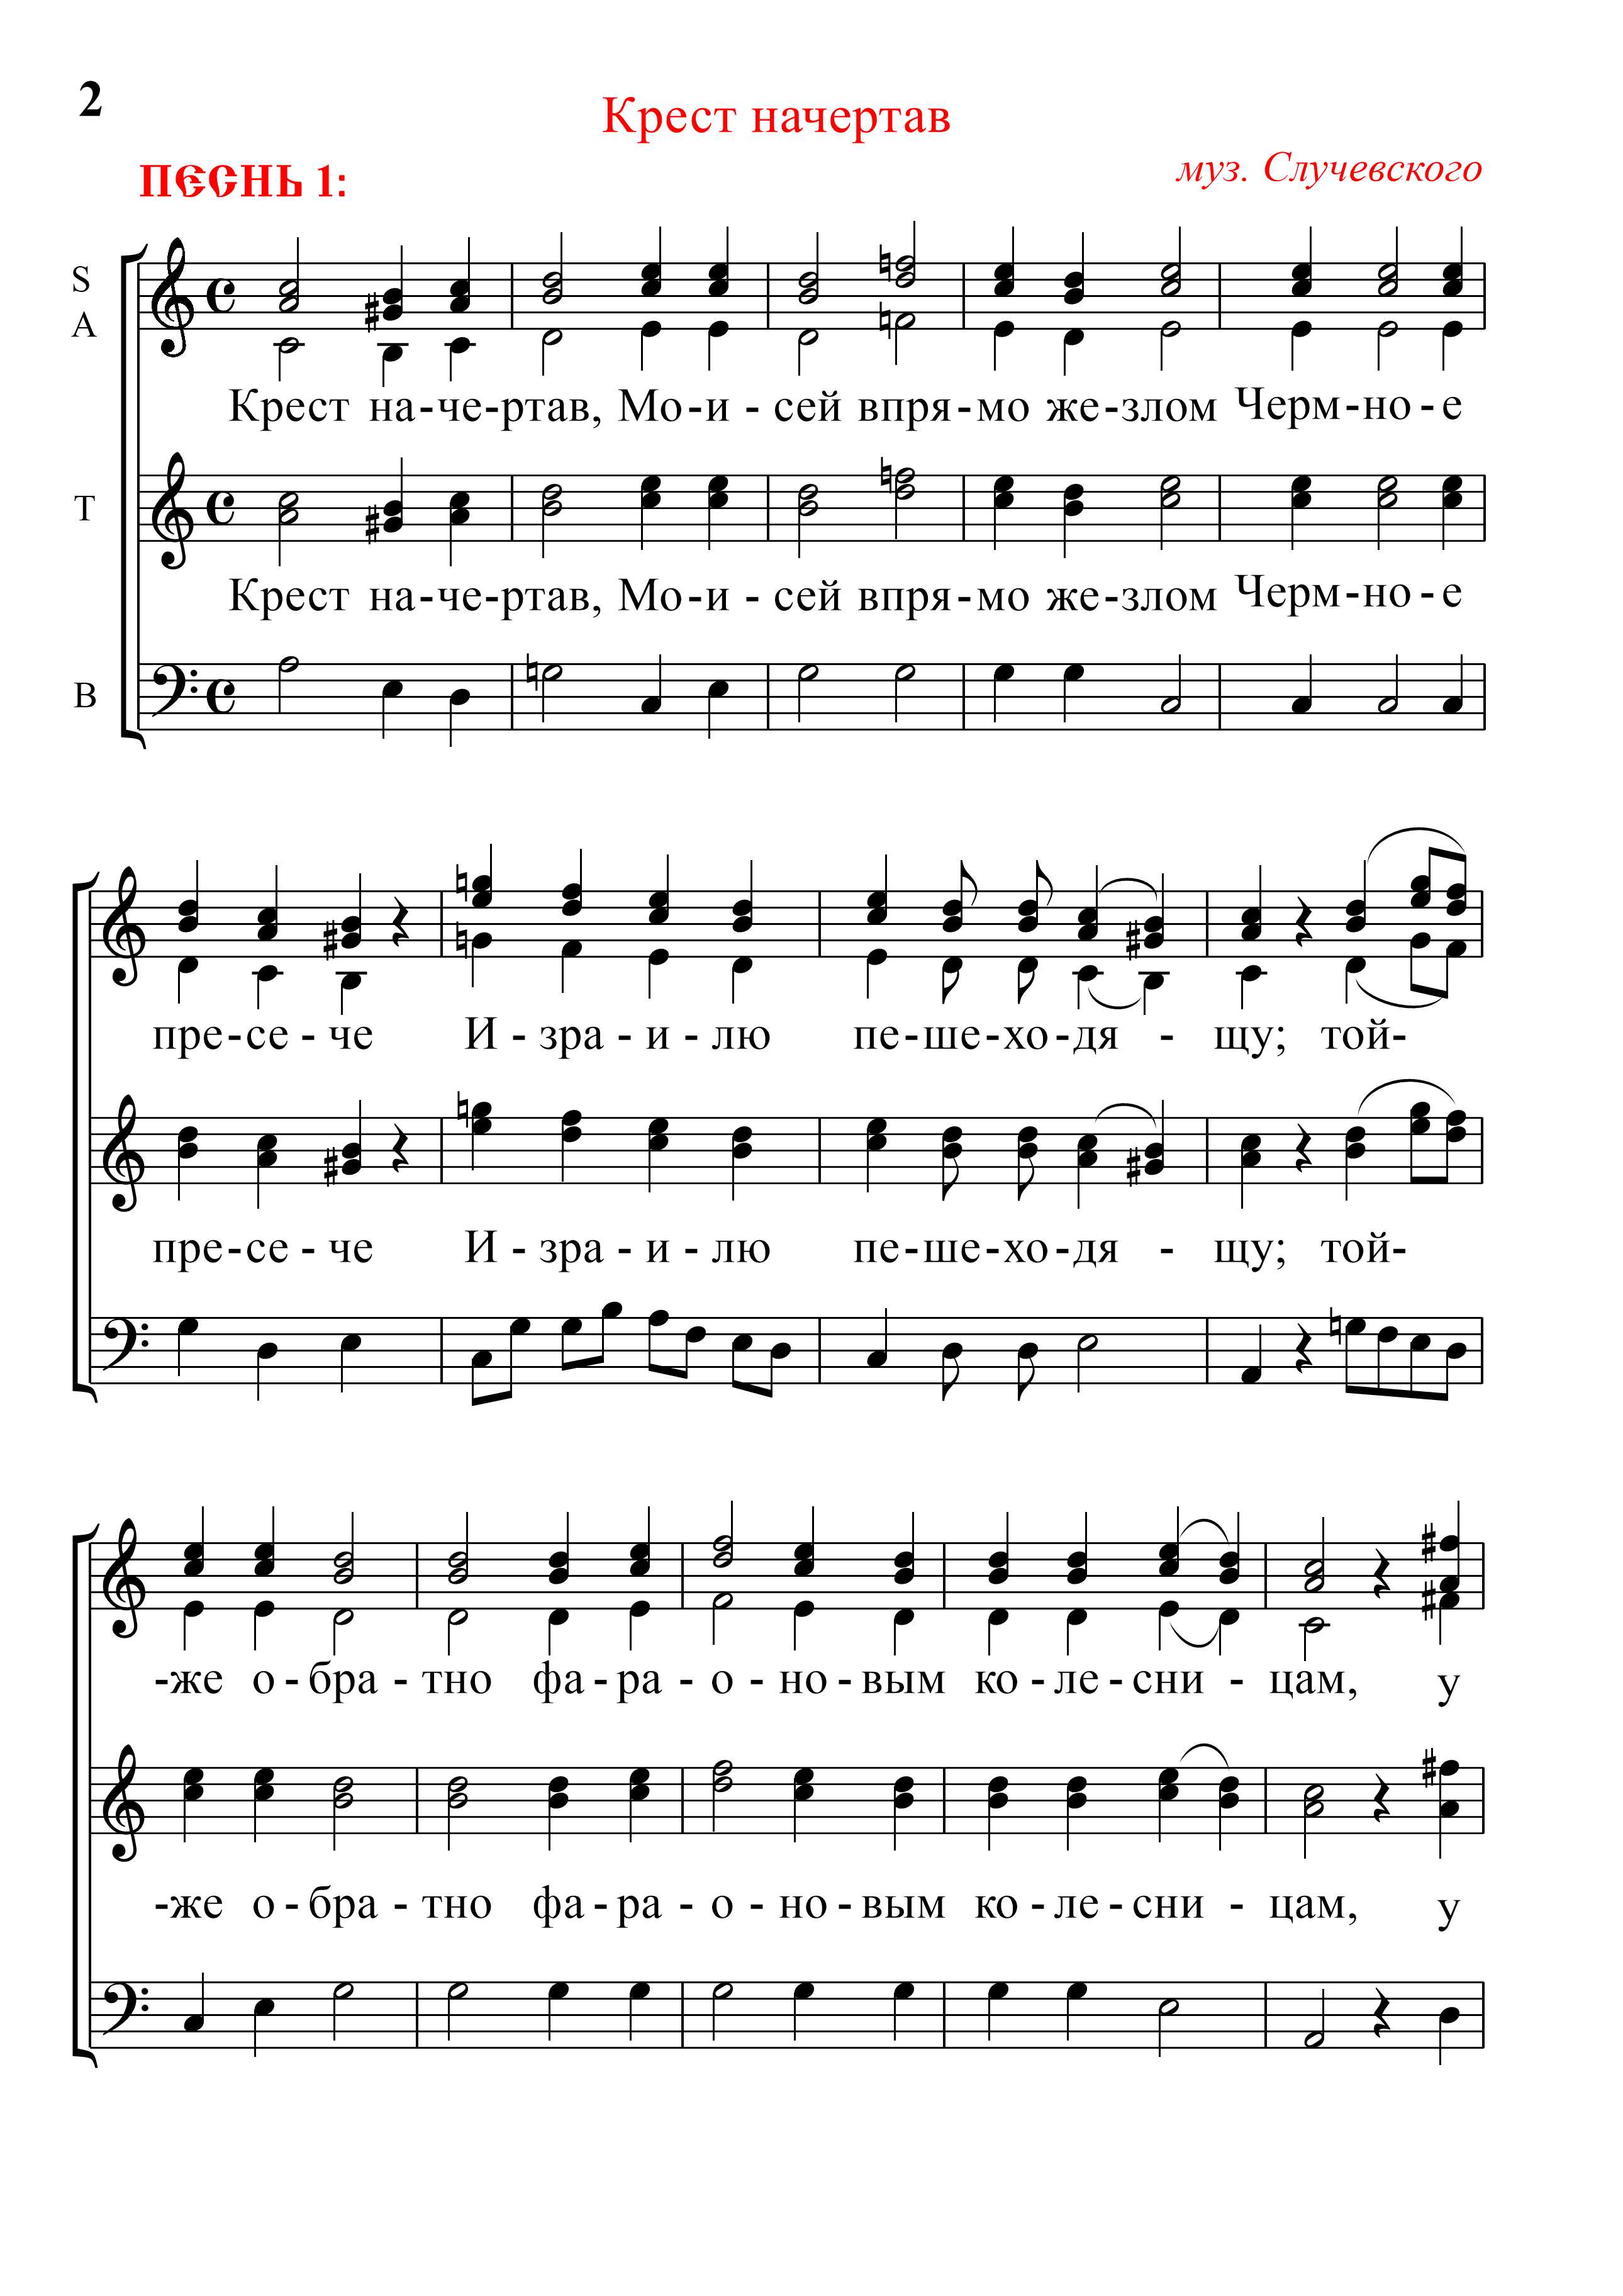 2
Крест начертав
ПЕСНЬ 1:
муз. Случевского
S
A
Крест на-че-ртав, Мо-и - сей впря-мо же-злом Черм-но - е
T
Крест на-че-ртав, Мо-и - сей впря-мо же-злом Черм-но - е
B
пре-се - че И - зра - и - лю пе-ше-хо-дя - щу; той-
пре-се - че И - зра - и - лю пе-ше-хо-дя - щу; той-
-же о-бра - тно фа-ра - о - но-вым ко-ле-сни - цам, у
-же о-бра - тно фа-ра - о - но-вым ко-ле-сни - цам, у